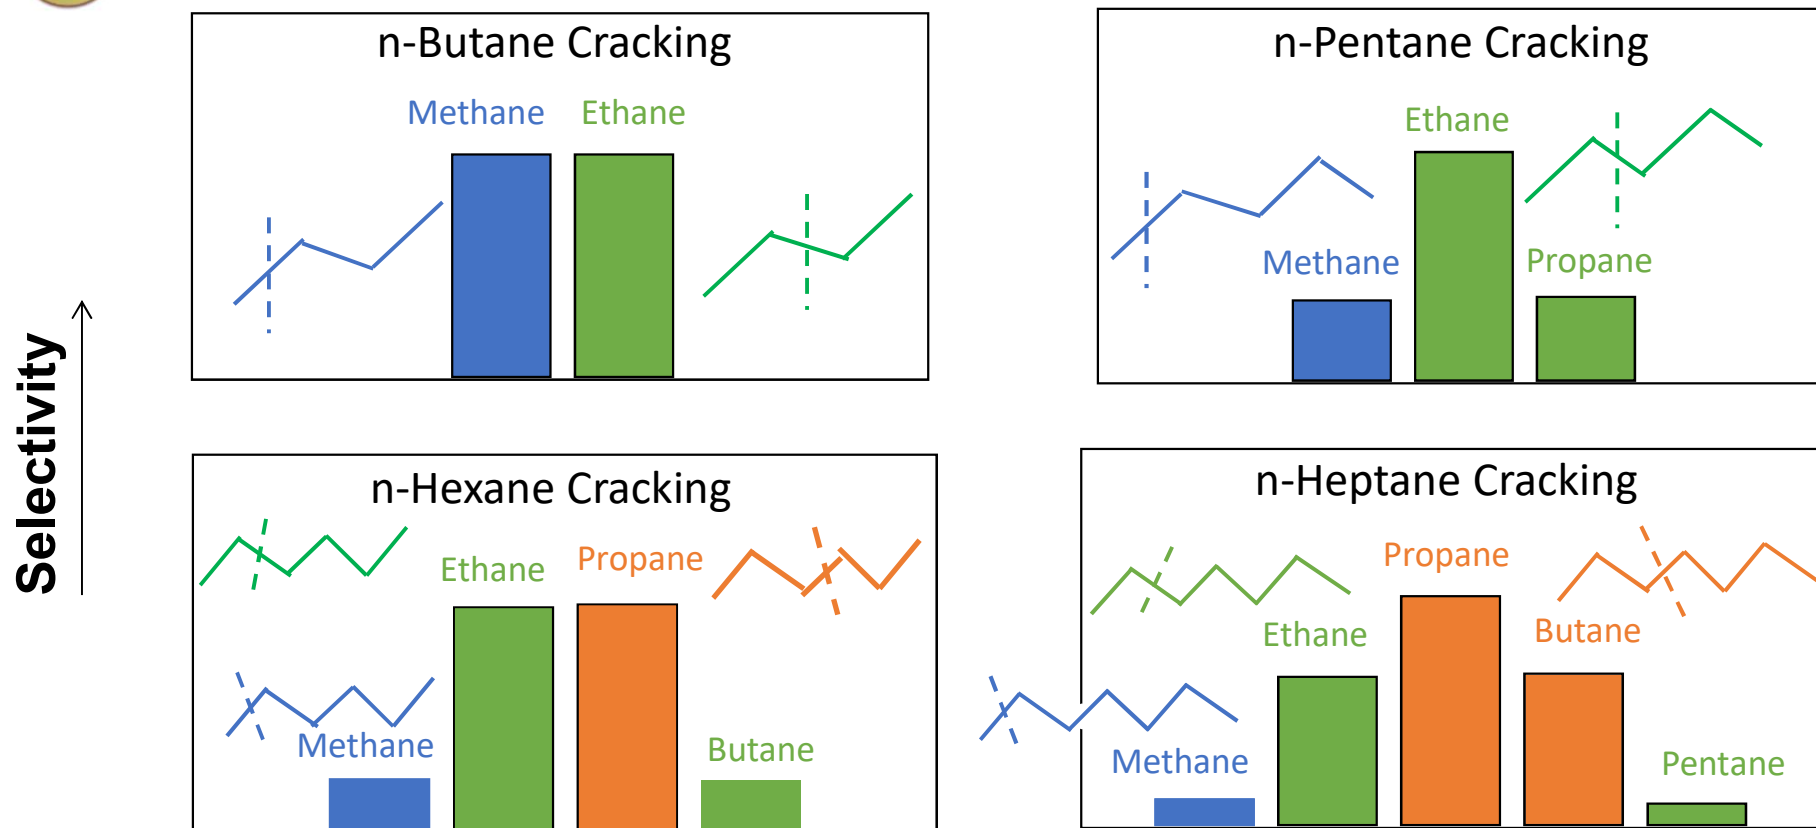 n-Butane Cracking
Methane
Ethane
n-Pentane Cracking
Ethane
Methane
Propane
Selectivity
n-Hexane Cracking
Ethane
Propane
Methane
Butane
n-Heptane Cracking
Propane
Ethane
Butane
Methane
Pentane